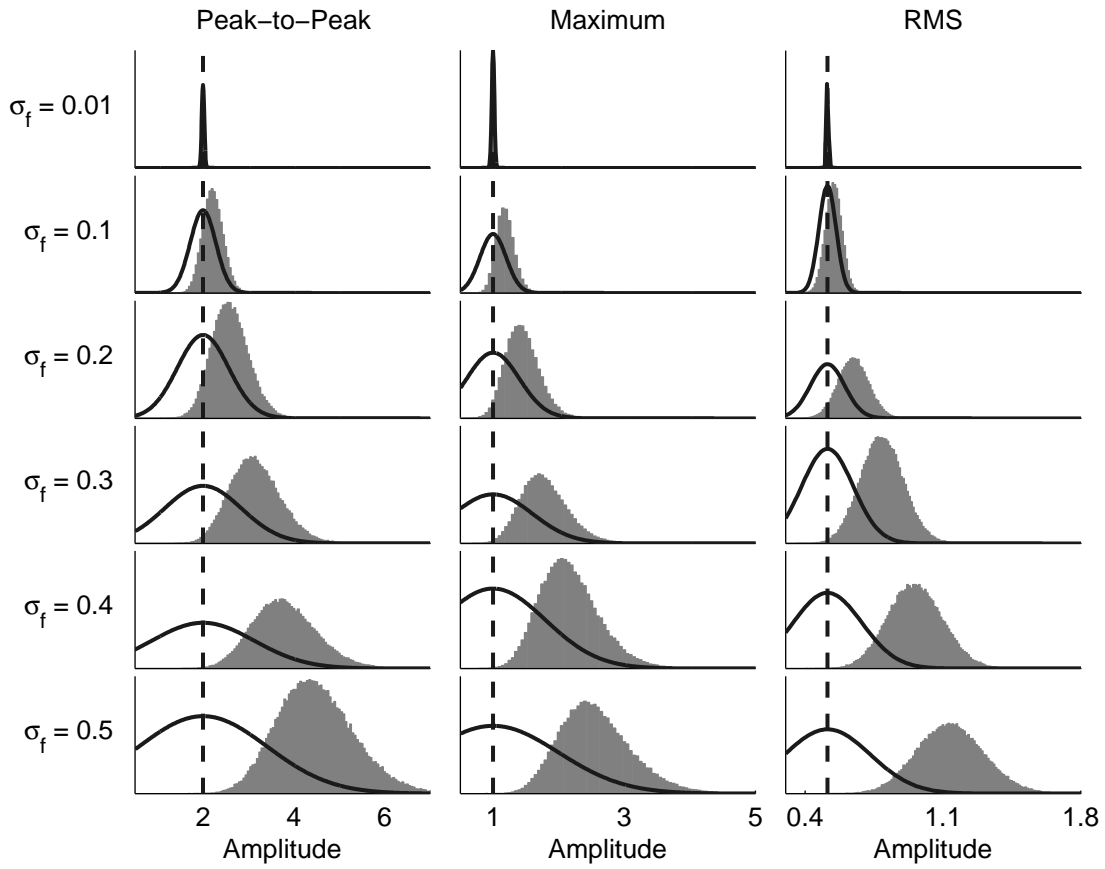 Peak−to−Peak Maximum RMS
σf = 0.01
σf = 0.1
σf = 0.2
σf = 0.3
σf = 0.4
σf = 0.5
2 4 6 1 3 5 0.4 1.1 1.8
Amplitude Amplitude Amplitude